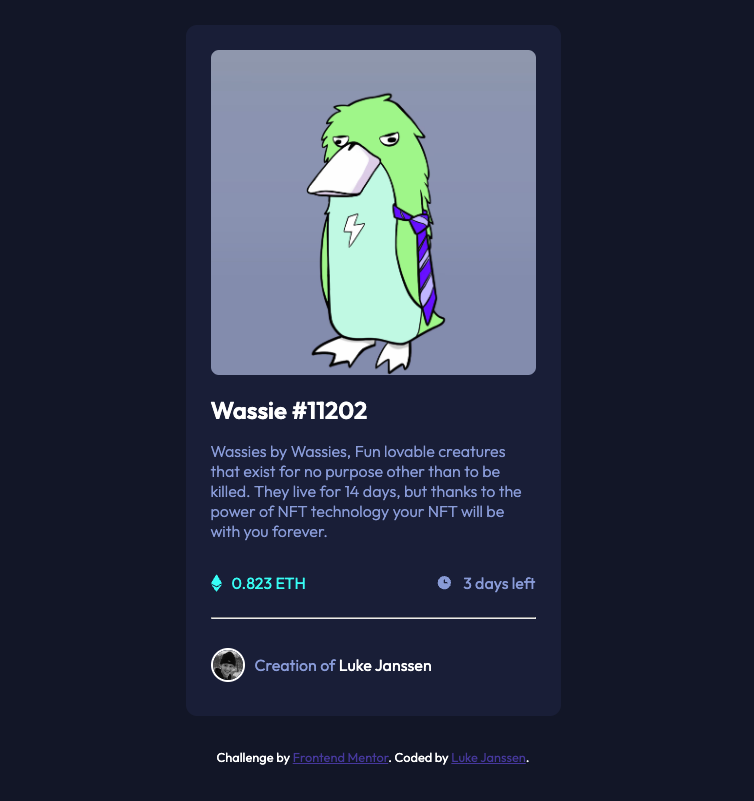 Wassie #11202
Wassies by Wassies, Fun lovable creatures
that exist for no purpose other than to be
killed. They live for 14 days, but thanks to the
power of NFT technology your NFT will be
with you forever.
0.823 ETH
3 days left
Creation of Luke Janssen
Challenge by Frontend Mentor. Coded by Luke Janssen.